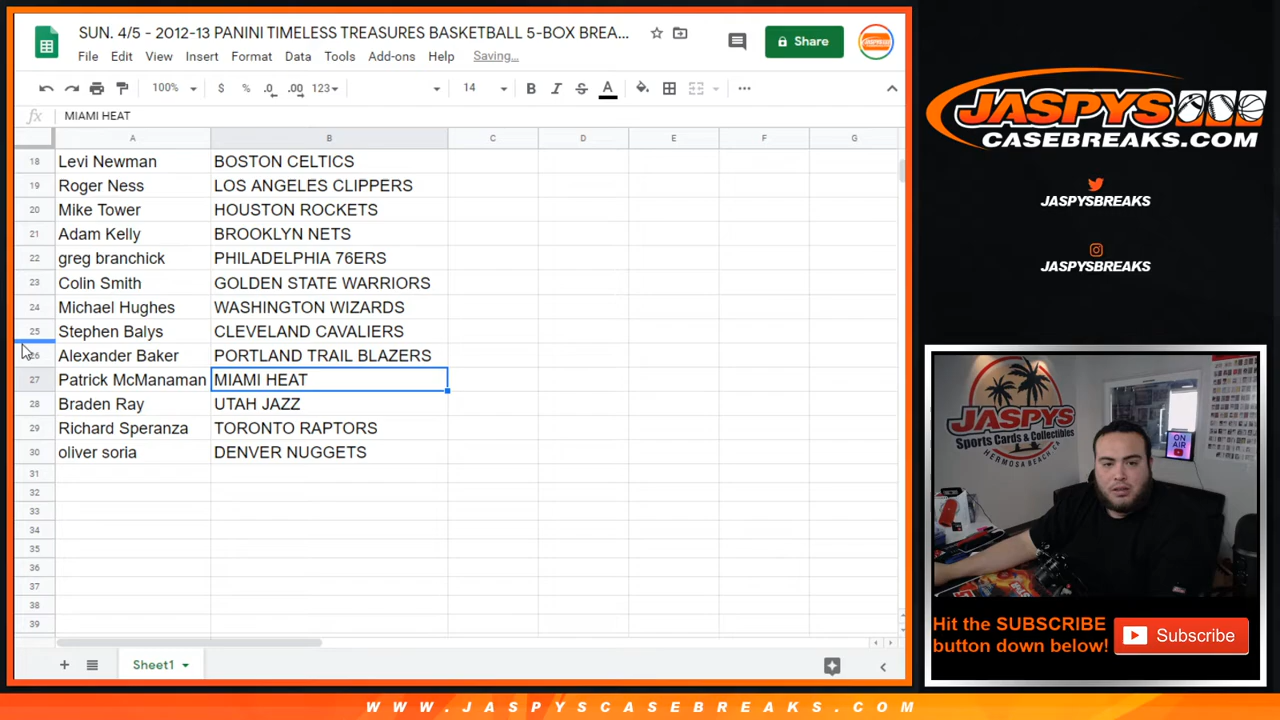 SUN. 4/5 - 2012-13 PANINI TIMELESS TREASURES BASKETBALL 5-BOX BREA...
Share
File Edit View Insert Format Data Tools Add-ons Help Saving...
100% $ % .0 .00 123 14 B I S A
fx MIAMI HEAT
A B C D E F G
18 Levi Newman BOSTON CELTICS
19 Roger Ness LOS ANGELES CLIPPERS
20 Mike Tower HOUSTON ROCKETS
21 Adam Kelly BROOKLYN NETS
22 greg branchick PHILADELPHIA 76ERS
23 Colin Smith GOLDEN STATE WARRIORS
24 Michael Hughes WASHINGTON WIZARDS
25 Stephen Balys CLEVELAND CAVALIERS
26 Alexander Baker PORTLAND TRAIL BLAZERS
27 Patrick McManaman MIAMI HEAT
28 Braden Ray UTAH JAZZ
29 Richard Speranza TORONTO RAPTORS
30 oliver soria DENVER NUGGETS
31
32
33
34
35
36
37
38
39
Sheet1
JASPYS
CASEBREAKS.COM
JASPYSBREAKS
JASPYSBREAKS
JASPYS
Sports Cards & Collectibles
HERMOSA BEACH CA
ON
AIR
Hit the SUBSCRIBE
button down below!
Subscribe
WWW.JASPYSCASEBREAKS.COM